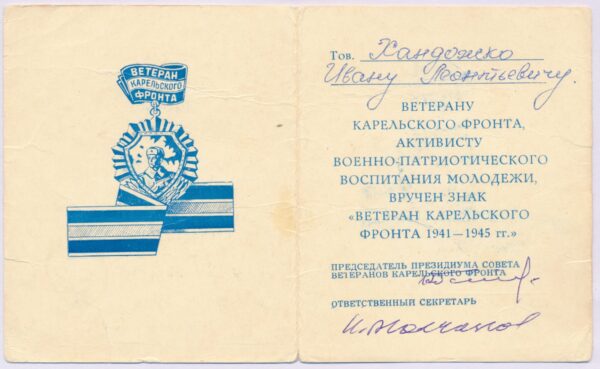 ВЕТЕРАН
КАРЕЛЬСКОГО
ФРОНТА
Тов. Хандожко
Ивану Леонтьевичу.
ВЕТЕРАНУ
КАРЕЛЬСКОГО ФРОНТА,
АКТИВИСТУ
ВОЕННО-ПАТРИОТИЧЕСКОГО
ВОСПИТАНИЯ МОЛОДЕЖИ,
ВРУЧЕН ЗНАК
«ВЕТЕРАН КАРЕЛЬСКОГО
ФРОНТА 1941—1945 гг.»
ПРЕДСЕДАТЕЛЬ ПРЕЗИДИУМА СОВЕТА
ВЕТЕРАНОВ КАРЕЛЬСКОГО ФРОНТА
ОТВЕТСТВЕННЫЙ СЕКРЕТАРЬ